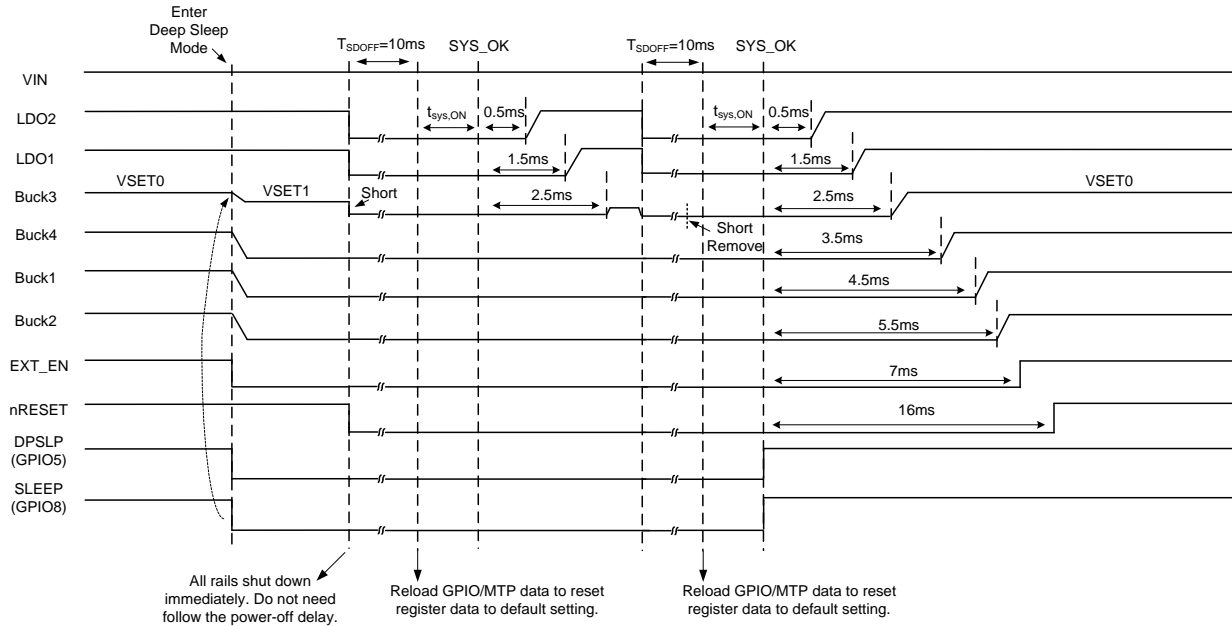 Enter
Deep Sleep
Mode
T_SDOFF=10ms
SYS_OK
T_SDOFF=10ms
SYS_OK
VIN
LDO2
t_sys,ON
0.5ms
t_sys,ON
0.5ms
LDO1
1.5ms
1.5ms
Buck3
VSET0
VSET1
Short
2.5ms
Short
Remove
2.5ms
VSET0
Buck4
3.5ms
Buck1
4.5ms
Buck2
5.5ms
EXT_EN
7ms
nRESET
16ms
DPSLP
(GPIO5)
SLEEP
(GPIO8)
All rails shut down
immediately. Do not need
follow the power-off delay.
Reload GPIO/MTP data to reset
register data to default setting.
Reload GPIO/MTP data to reset
register data to default setting.